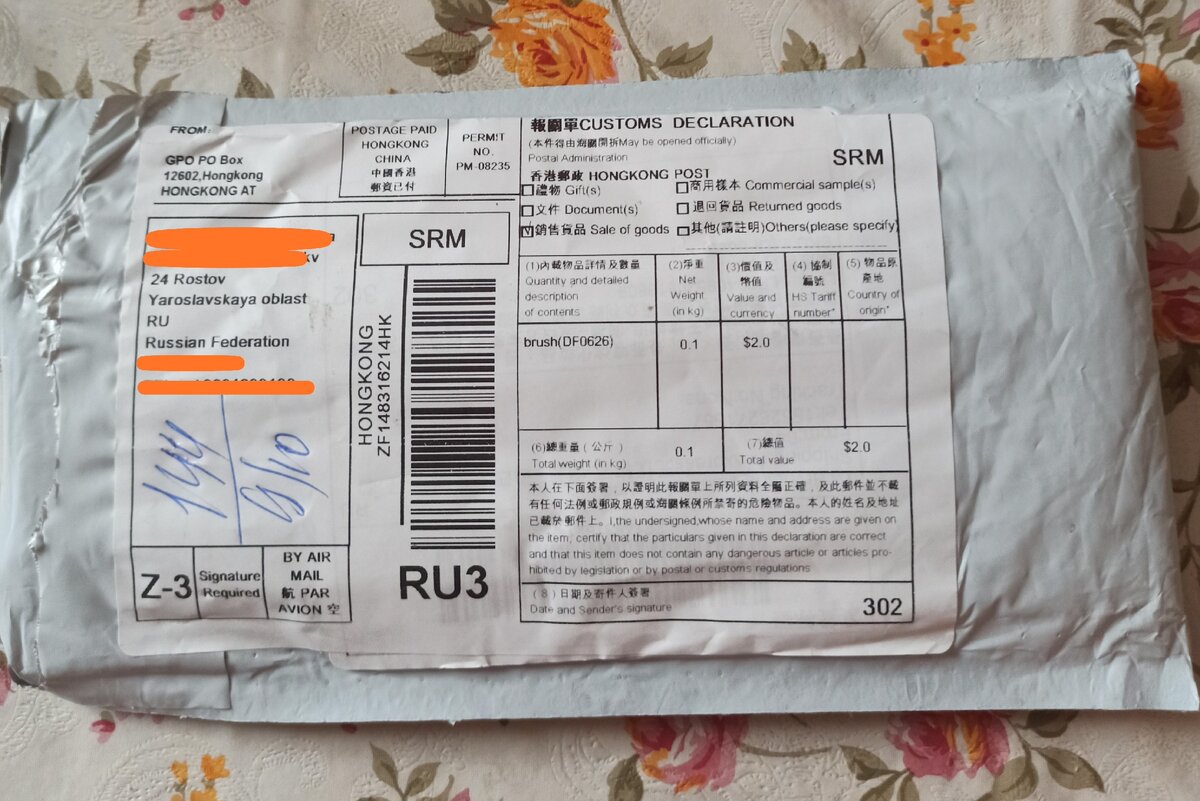 FROM:
GPO PO Box
12602,Hongkong
HONGKONG AT
POSTAGE PAID
HONGKONG
CHINA
中國香港
郵資已付
PERMIT
NO.
PM-08235
24 Rostov
Yaroslavskaya oblast
RU
Russian Federation
144
9/10
Z-3
Signature
Required
BY AIR
MAIL
航 PAR
AVION 空
SRM
HONGKONG
ZF148316214HK
RU3
報關單CUSTOMS DECLARATION
(本件得由海關開拆May be opened officially)
Postal Administration
SRM
香港郵政 HONGKONG POST
禮物 Gift(s)
商用樣本 Commercial sample(s)
文件 Document(s)
退回貨品 Returned goods
銷售貨品 Sale of goods
其他(請註明)Others(please specify)
(1)內載物品詳情及數量
Quantity and detailed
description
of contents
(2)淨重
Net
Weight
(in kg)
(3)價值及
幣值
Value and
currency
(4) 協制
編號
HS Tariff
number*
(5) 物品原
產地
Country of
origin*
brush(DF0626)
0.1
$2.0
(6)總重量 ( 公斤 )
Total weight (in kg)
0.1
(7)總值
Total value
$2.0
本人在下面簽署﹐以證明此報關單上所列資料全屬正確﹐及此郵件並不載
有任何法例或郵政規例或海關條例所禁寄的危險物品。本人的姓名及地址
已載於郵件上。I,the undersigned,whose name and address are given on
the item, certify that the particulars given in this declaration are correct
and that this item does not contain any dangerous article or articles pro-
hibited by legislation or by postal or customs regulations
( 8 ) 日期及寄件人簽署
Date and Sender's signature
302